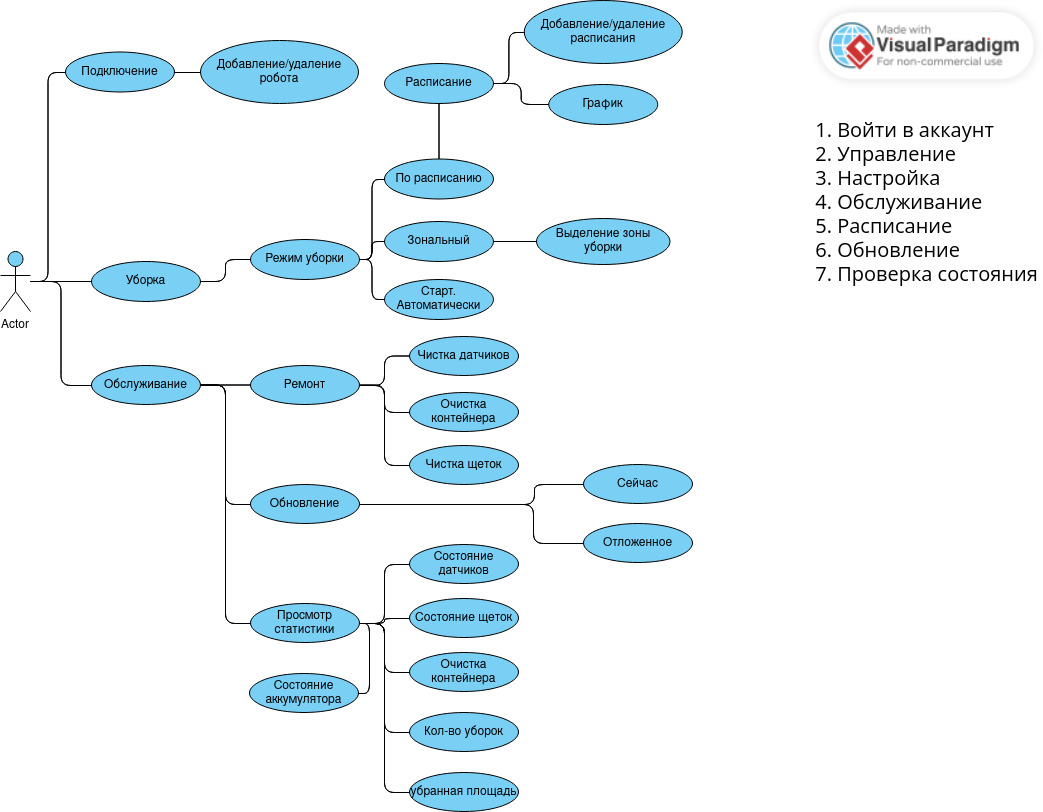 Made with
Visual Paradigm
For non-commercial use
Добавление/удаление
расписания
Подключение
Добавление/удаление
робота
Расписание
График
1. Войти в аккаунт
2. Управление
3. Настройка
4. Обслуживание
5. Расписание
6. Обновление
7. Проверка состояния
По расписанию
Зональный
Выделение зоны
уборки
Режим уборки
Уборка
Старт.
Автоматически
Actor
Чистка датчиков
Обслуживание
Ремонт
Очистка
контейнера
Чистка щеток
Сейчас
Обновление
Отложенное
Состояние
датчиков
Просмотр
статистики
Состояние щеток
Очистка
контейнера
Состояние
аккумулятора
Кол-во уборок
убранная площадь